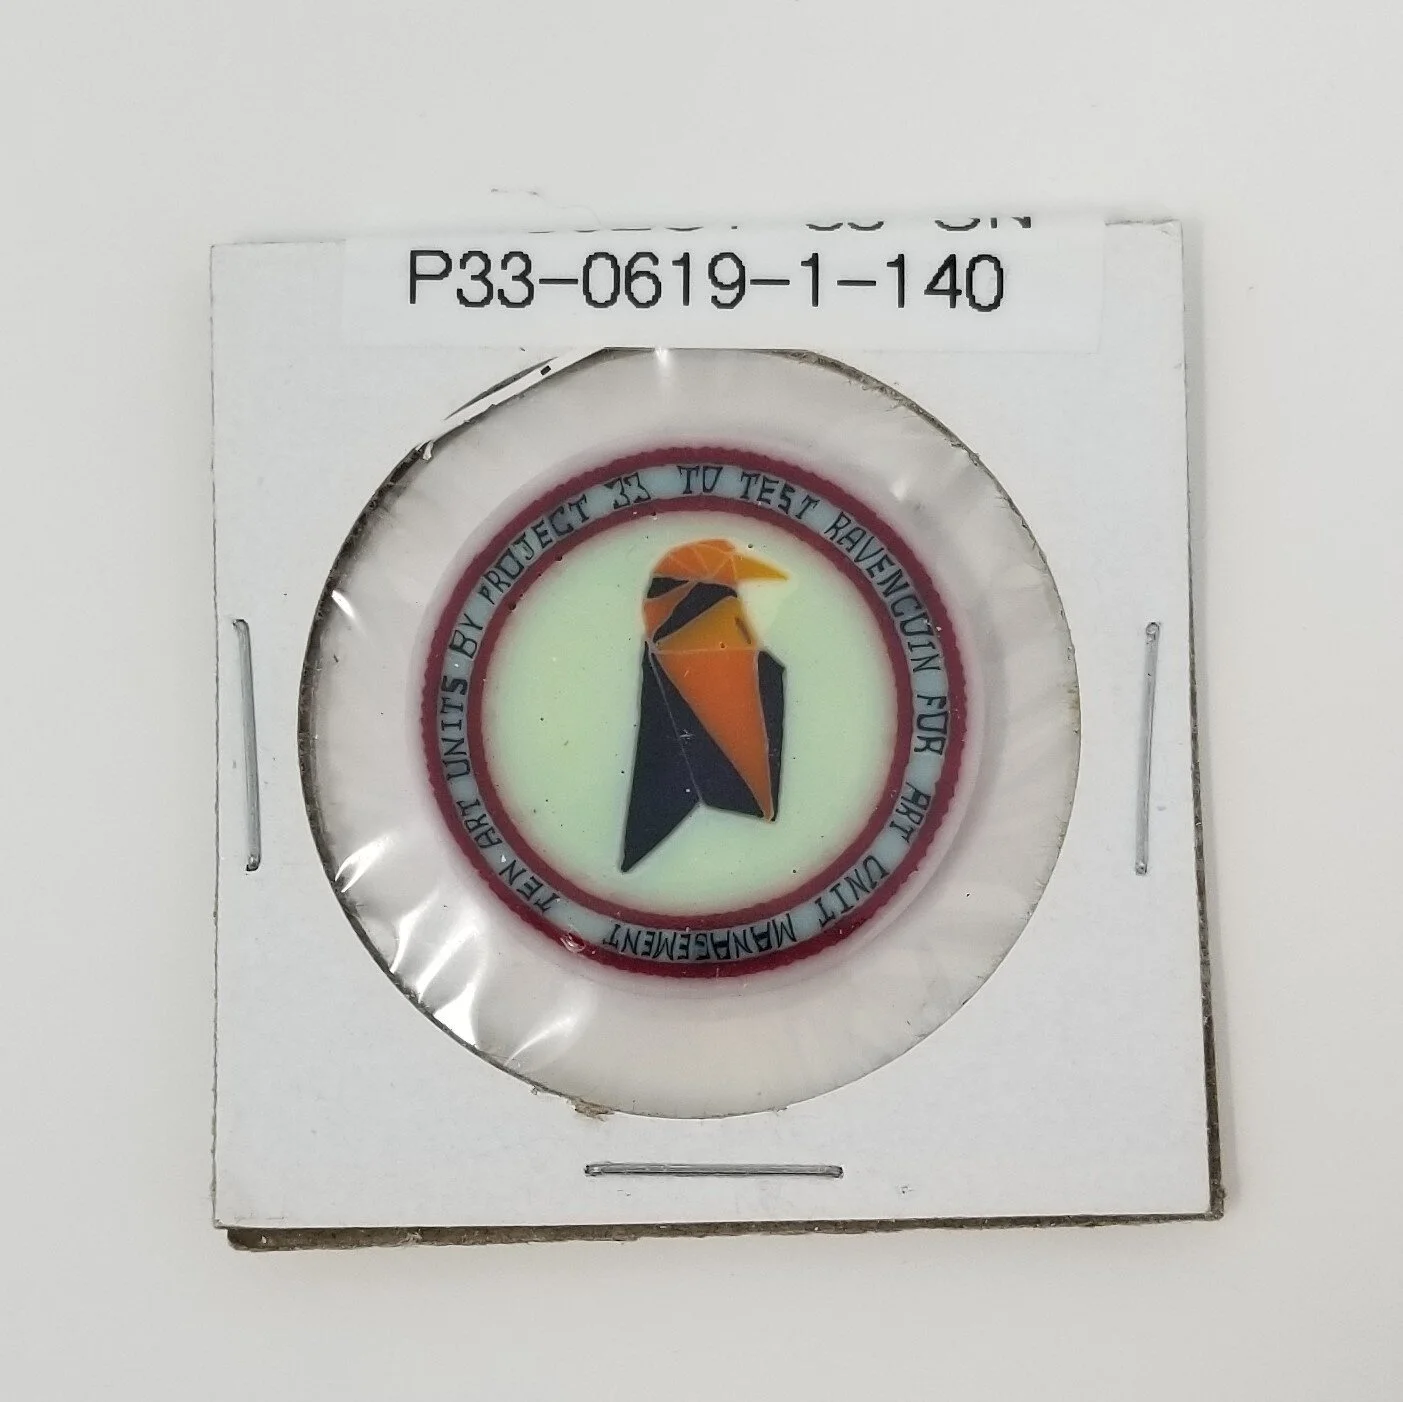 P33-0619-1-140
TEN ART UNITS BY PROJECT 33 TO TEST RAVENCOIN FOR ART UNIT MANAGEMENT